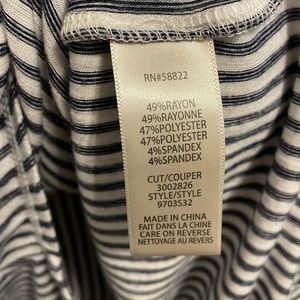 RN#58822
49%RAYON
49%RAYONNE
47%POLYESTER
47%POLYESTER
4%SPANDEX
4%SPANDEX
CUT/COUPER
3002826
STYLE/STYLE
9703S32
MADE IN CHINA
FAIT DANS LA CHINE
CARE ON REVERSE
NETTOYAGE AU REVERS